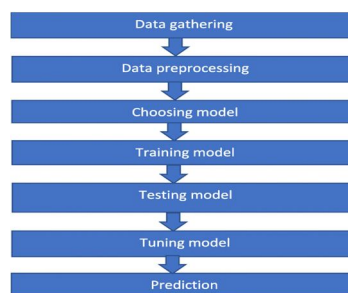 Data gathering
Data preprocessing
Choosing model
Training model
Testing model
Tuning model
Prediction